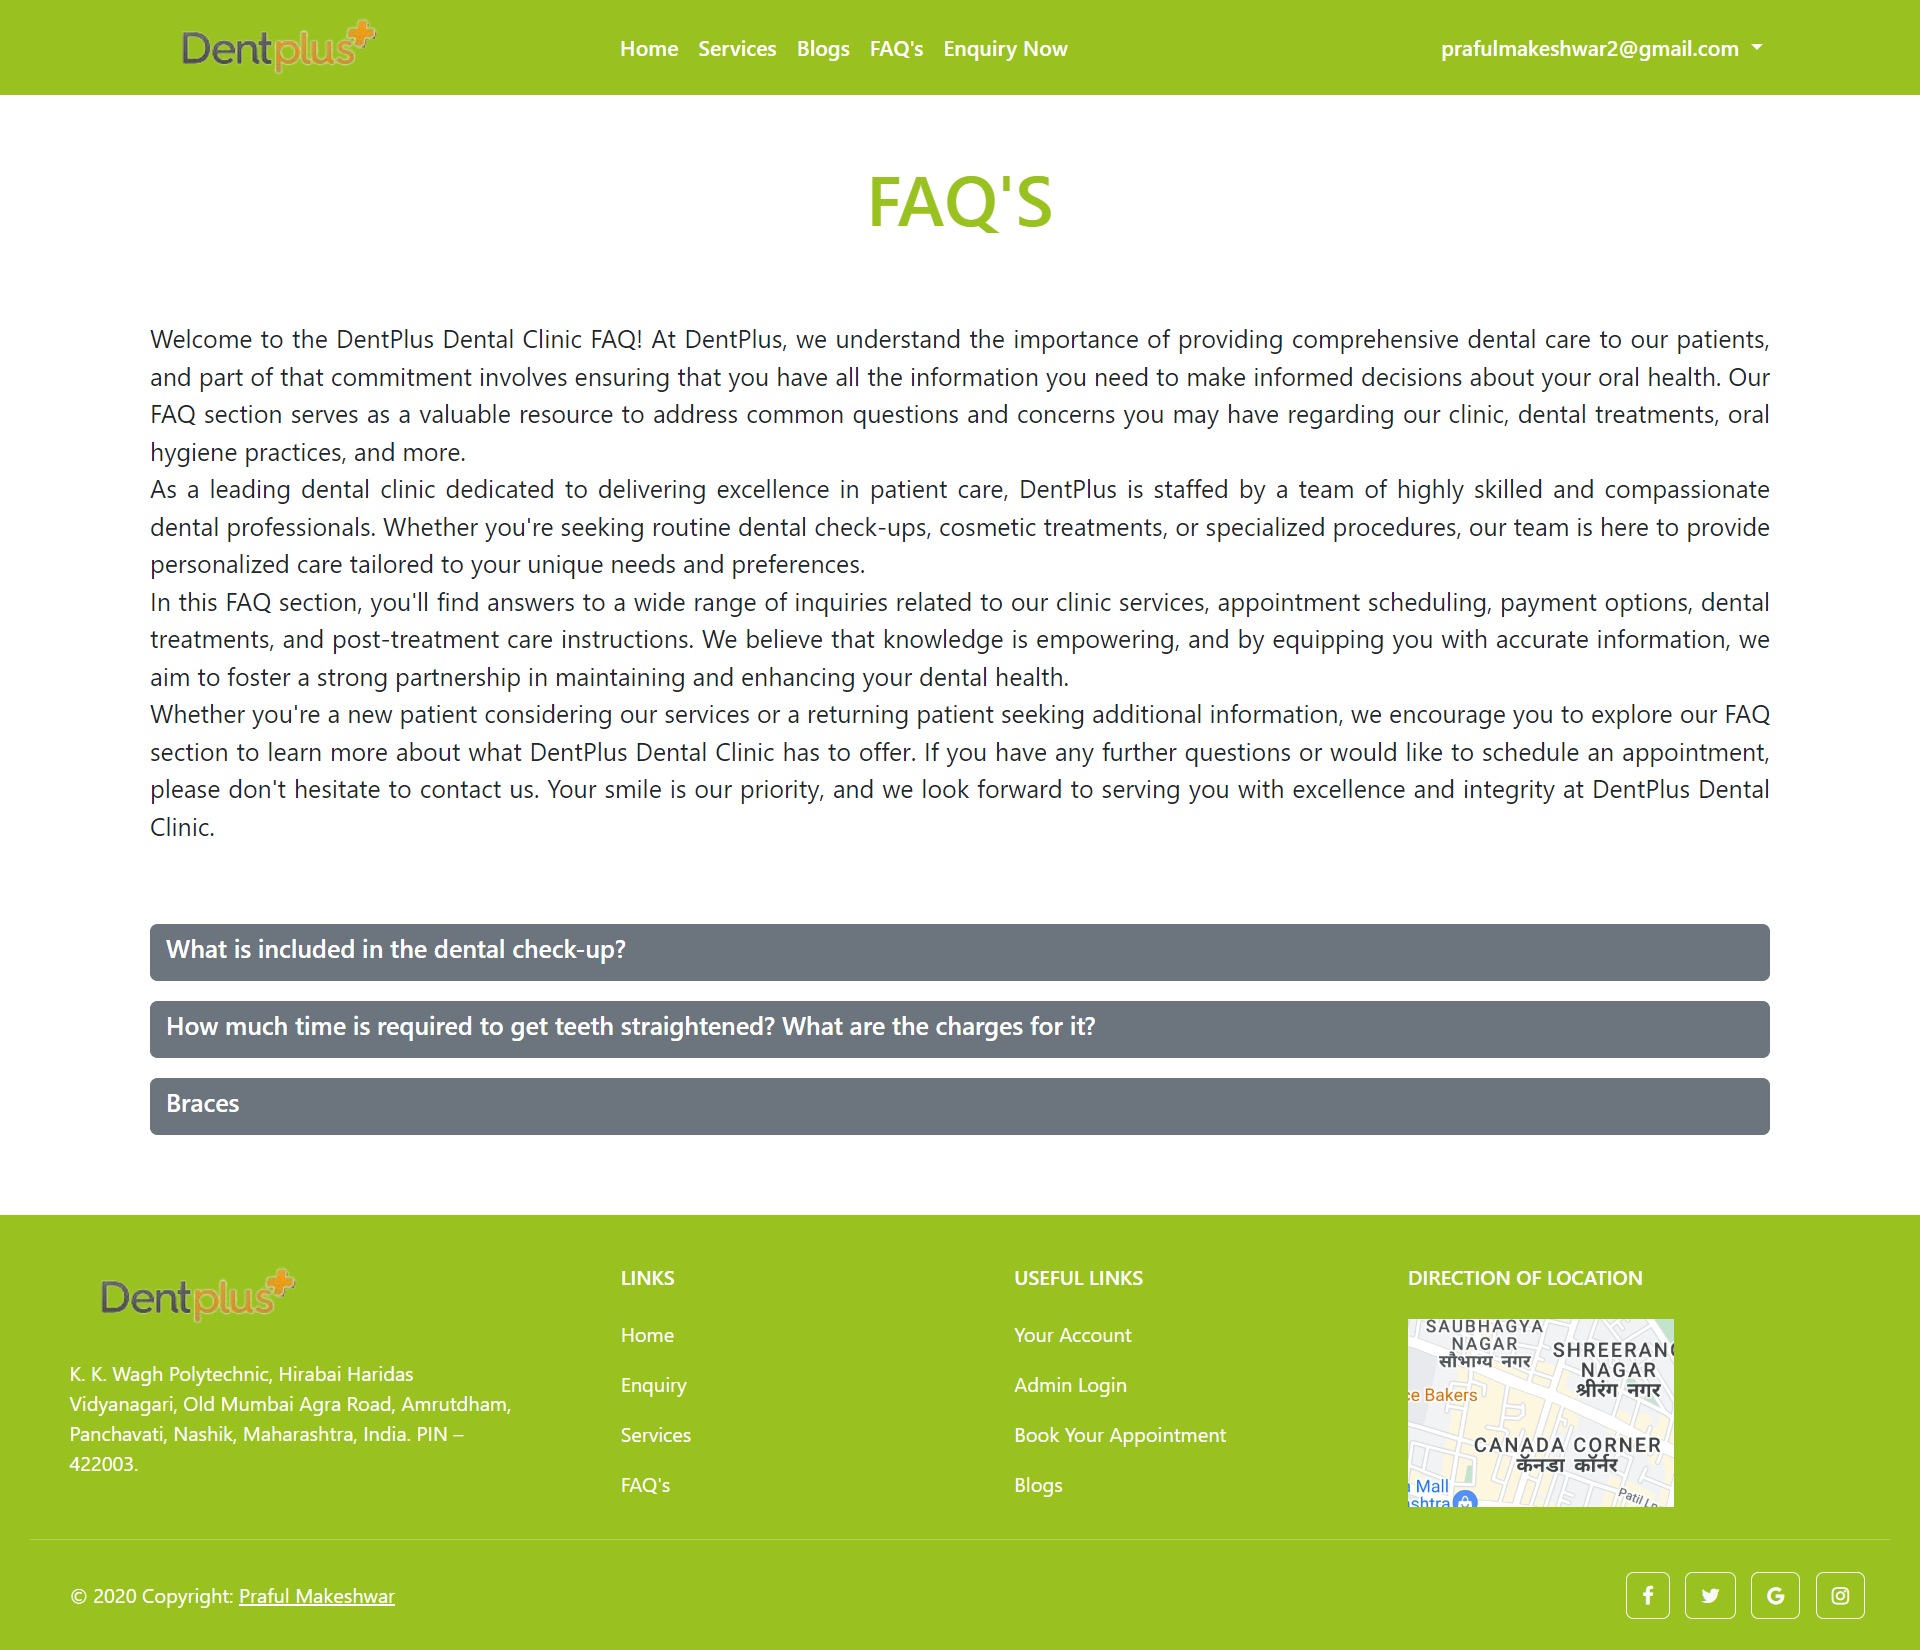 Dentplus
Home Services Blogs FAQ's Enquiry Now
prafulmakeshwar2@gmail.com
FAQ'S
Welcome to the DentPlus Dental Clinic FAQ! At DentPlus, we understand the importance of providing comprehensive dental care to our patients,
and part of that commitment involves ensuring that you have all the information you need to make informed decisions about your oral health. Our
FAQ section serves as a valuable resource to address common questions and concerns you may have regarding our clinic, dental treatments, oral
hygiene practices, and more.
As a leading dental clinic dedicated to delivering excellence in patient care, DentPlus is staffed by a team of highly skilled and compassionate
dental professionals. Whether you're seeking routine dental check-ups, cosmetic treatments, or specialized procedures, our team is here to provide
personalized care tailored to your unique needs and preferences.
In this FAQ section, you'll find answers to a wide range of inquiries related to our clinic services, appointment scheduling, payment options, dental
treatments, and post-treatment care instructions. We believe that knowledge is empowering, and by equipping you with accurate information, we
aim to foster a strong partnership in maintaining and enhancing your dental health.
Whether you're a new patient considering our services or a returning patient seeking additional information, we encourage you to explore our FAQ
section to learn more about what DentPlus Dental Clinic has to offer. If you have any further questions or would like to schedule an appointment,
please don't hesitate to contact us. Your smile is our priority, and we look forward to serving you with excellence and integrity at DentPlus Dental
Clinic.
What is included in the dental check-up?
How much time is required to get teeth straightened? What are the charges for it?
Braces
Dentplus
K. K. Wagh Polytechnic, Hirabai Haridas
Vidyanagari, Old Mumbai Agra Road, Amrutdham,
Panchavati, Nashik, Maharashtra, India. PIN –
422003.
LINKS
Home
Enquiry
Services
FAQ's
USEFUL LINKS
Your Account
Admin Login
Book Your Appointment
Blogs
DIRECTION OF LOCATION
SAUBHAGYA
NAGAR
सौभाग्य नगर
SHREERANG
NAGAR
श्रीरंग नगर
ce Bakers
CANADA CORNER
कॅनडा कॉर्नर
Mall
ashtra
Patil Ln
© 2020 Copyright: Praful Makeshwar